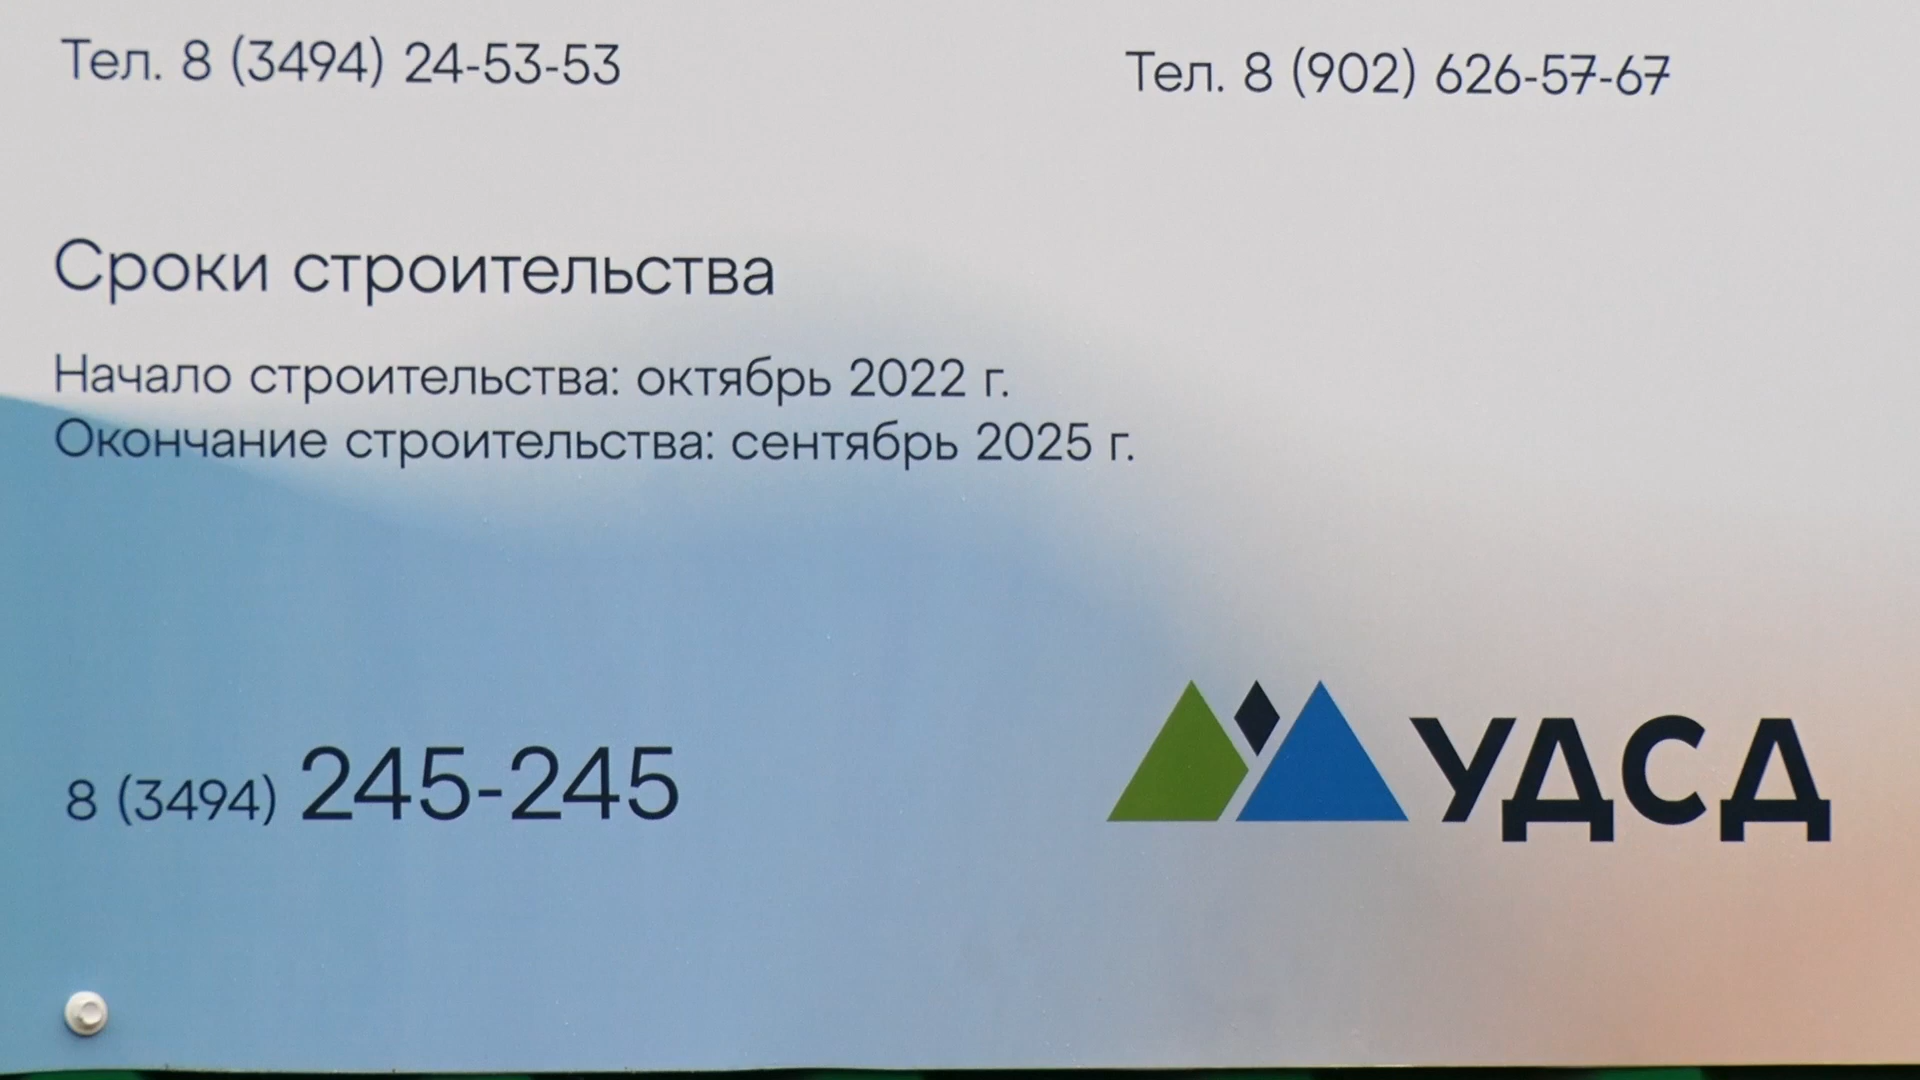 Тел. 8 (3494) 24-53-53
Тел. 8 (902) 626-57-67
Сроки строительства
Начало строительства: октябрь 2022 г.
Окончание строительства: сентябрь 2025 г.
8 (3494) 245-245
УДСД